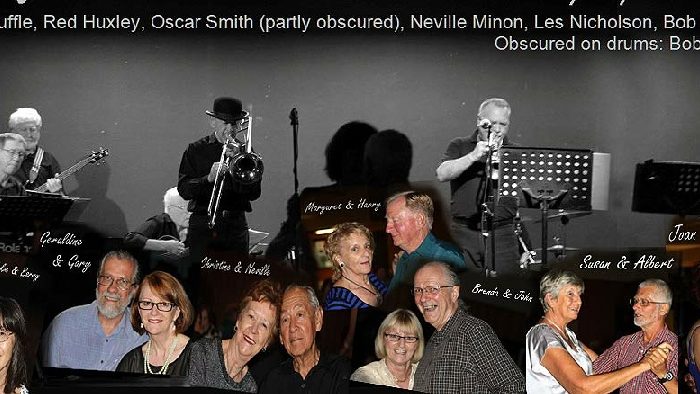 uffle, Red Huxley, Oscar Smith (partly obscured), Neville Minon, Les Nicholson, Bob
Obscured on drums: Bob
Margaret & Harry
Geraldine
& Gary
Christine & Neville
Susan & Albert
Brenda & John
Joan